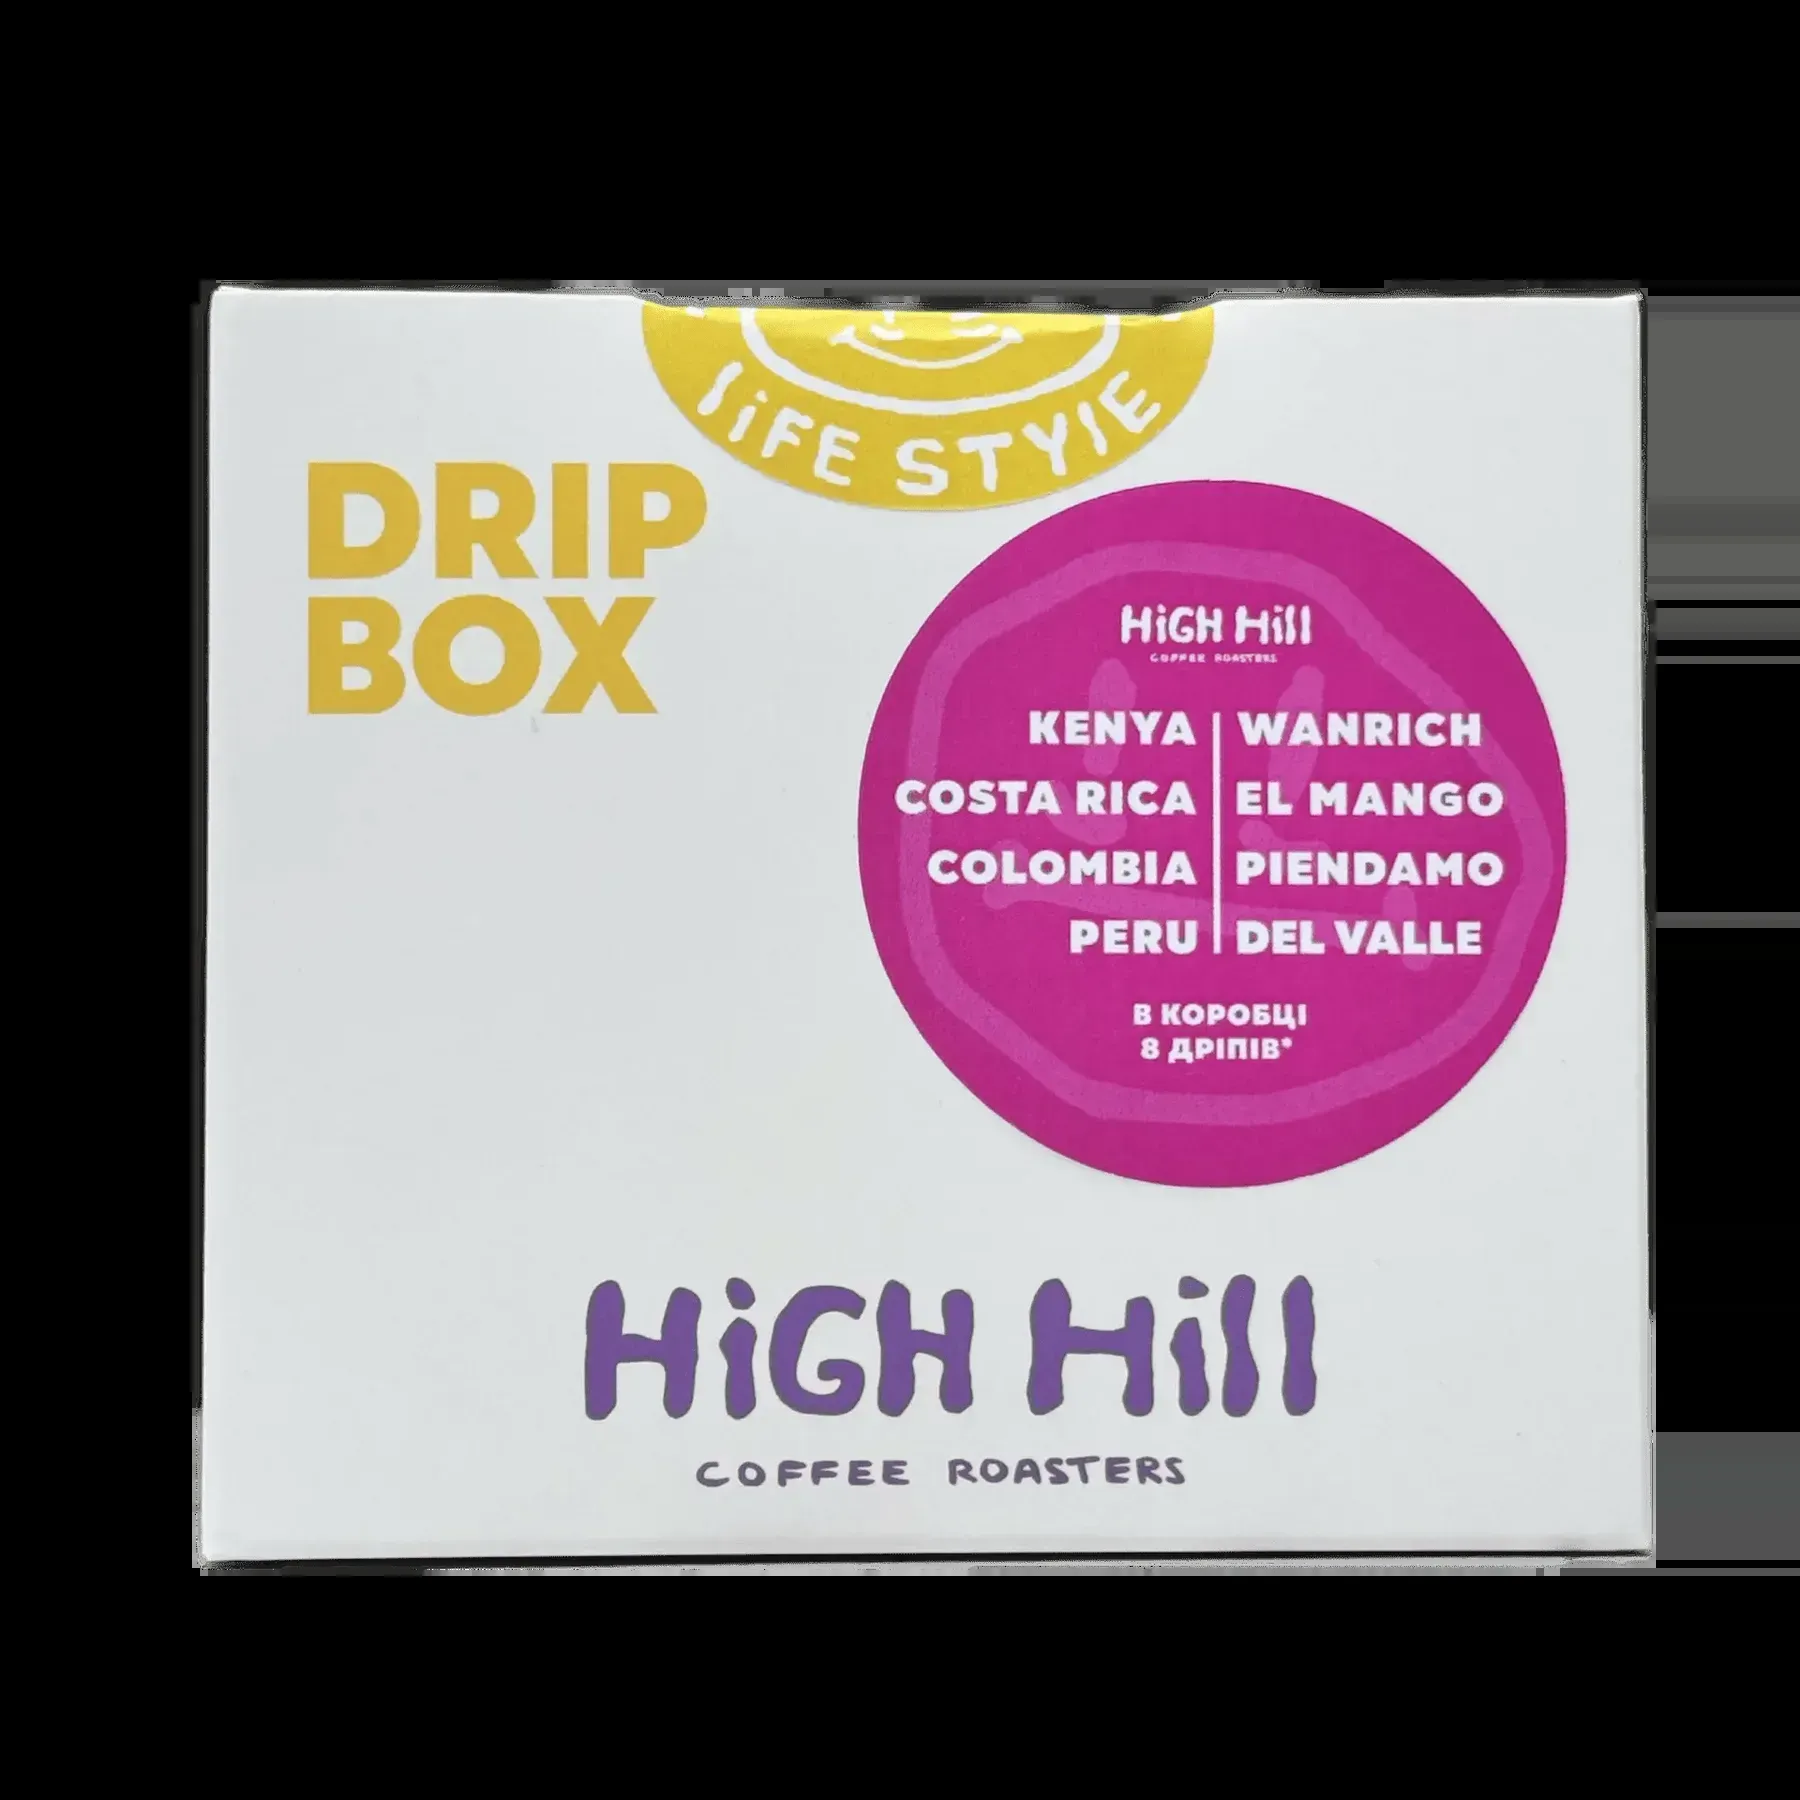 liFE STYlE
DRIP
BOX
HiGH Hill
COFFEE ROASTERS
KENYA | WANRICH
COSTA RICA | EL MANGO
COLOMBIA | PIENDAMO
PERU | DEL VALLE
В КОРОБЦІ
8 ДРІПІВ*
HiGH Hill
COFFEE ROASTERS